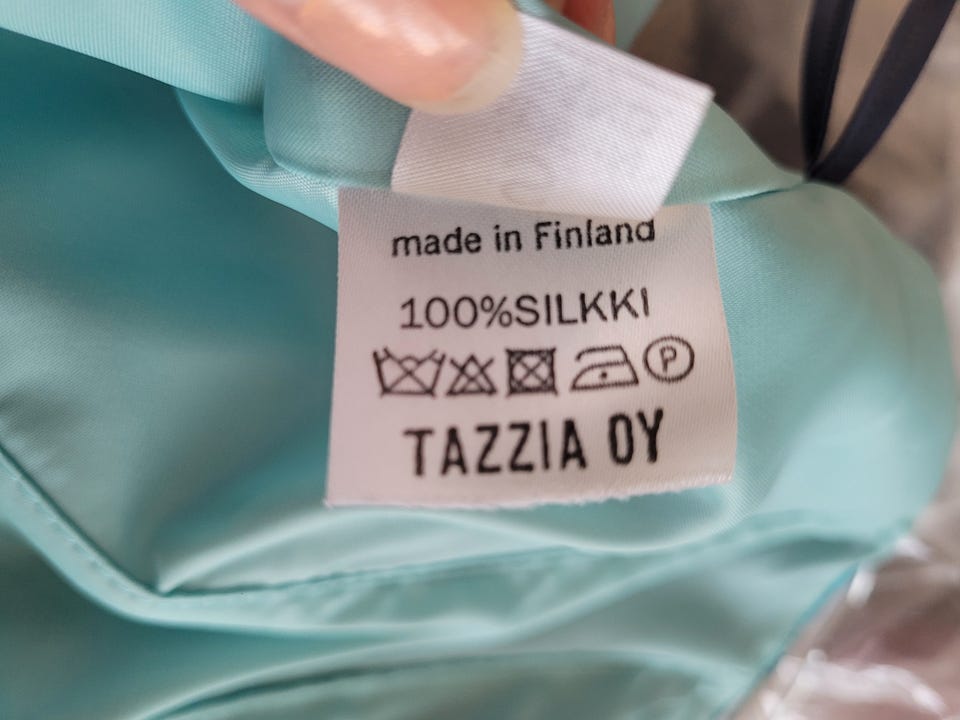 made in Finland
100%SILKKI
P
TAZZIA OY